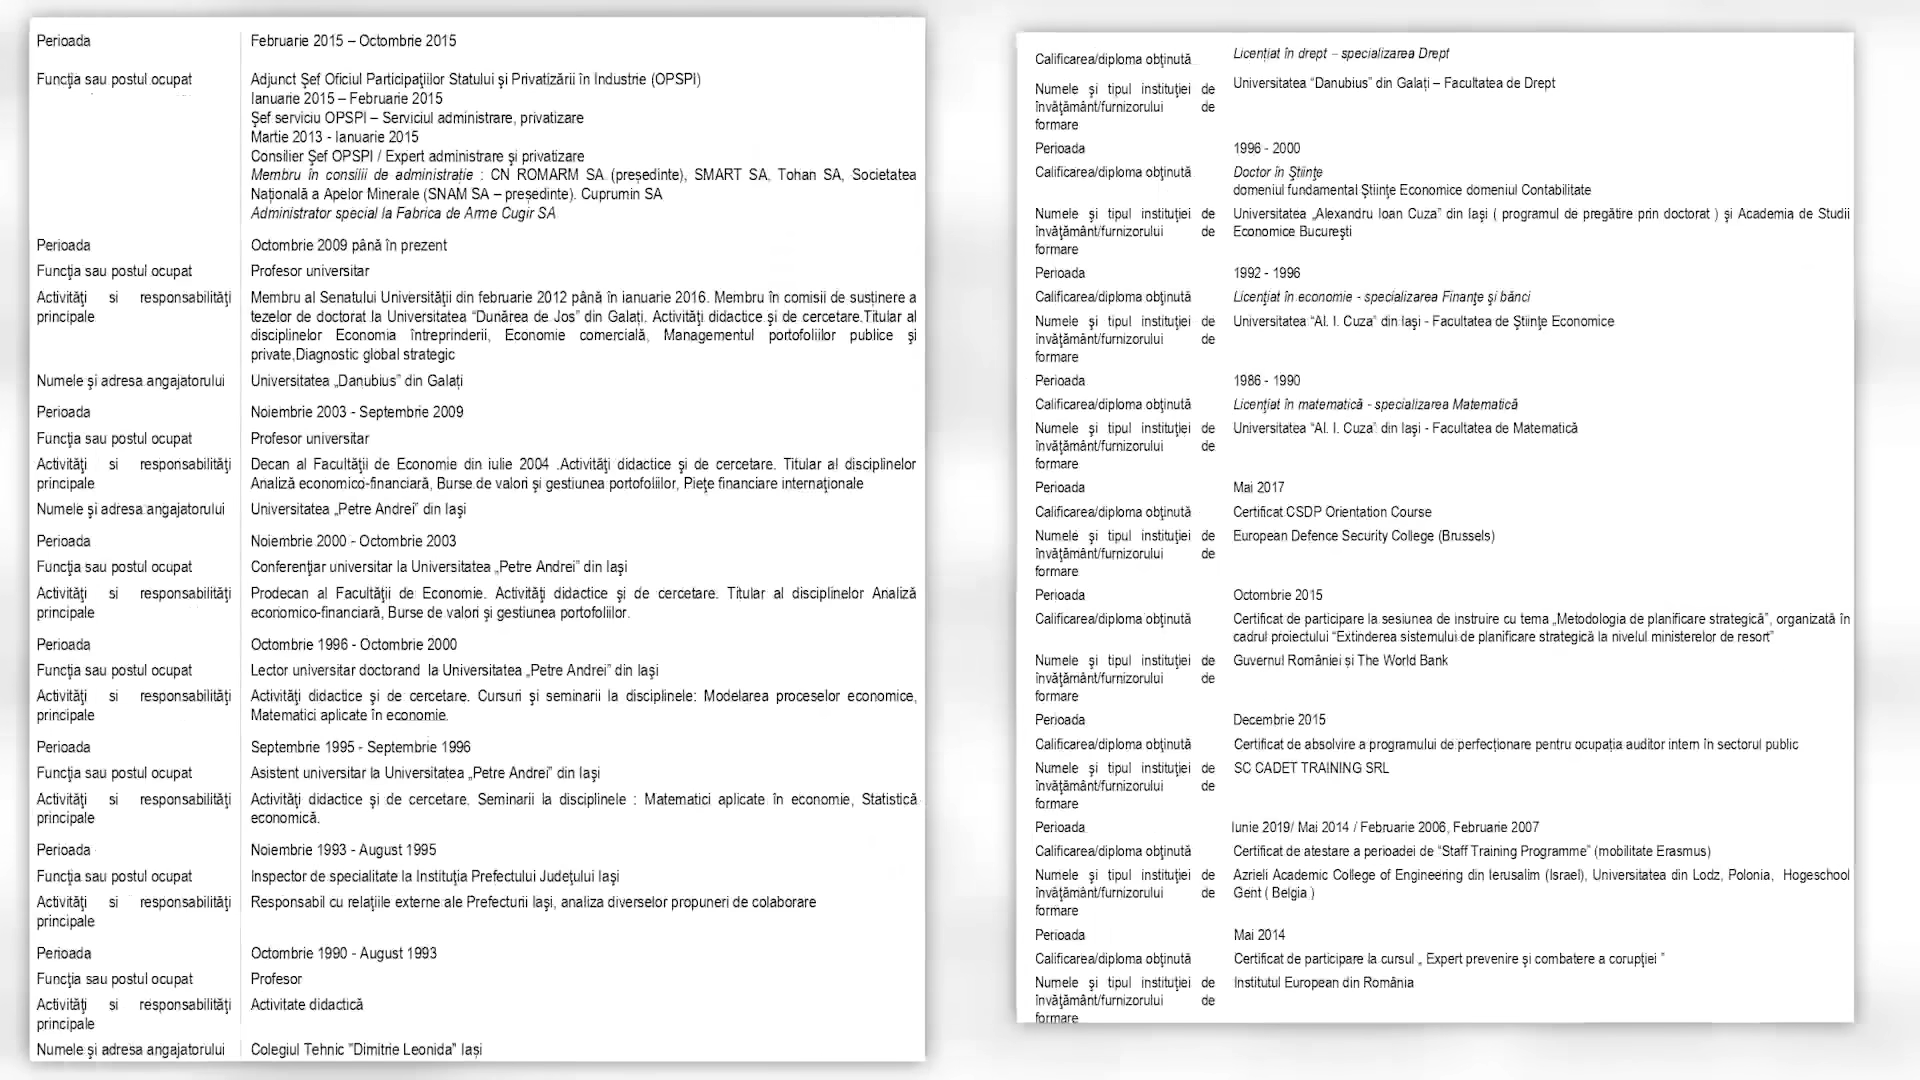 Perioada Februarie 2015 – Octombrie 2015
Funcţia sau postul ocupat Adjunct Şef Oficiul Participaţiilor Statului şi Privatizării în Industrie (OPSPI)
Ianuarie 2015 – Februarie 2015
Şef serviciu OPSPI – Serviciul administrare, privatizare
Martie 2013 - Ianuarie 2015
Consilier Şef OPSPI / Expert administrare şi privatizare
Membru în consilii de administrație : CN ROMARM SA (președinte), SMART SA, Tohan SA, Societatea
Națională a Apelor Minerale (SNAM SA – președinte). Cuprumin SA
Administrator special la Fabrica de Arme Cugir SA
Perioada Octombrie 2009 până în prezent
Funcţia sau postul ocupat Profesor universitar
Activităţi si responsabilităţi Membru al Senatului Universităţii din februarie 2012 până în ianuarie 2016. Membru în comisii de susținere a
principale tezelor de doctorat la Universitatea “Dunărea de Jos” din Galați. Activităţi didactice şi de cercetare.Titular al
disciplinelor Economia întreprinderii, Economie comercială, Managementul portofoliilor publice şi
private,Diagnostic global strategic
Numele şi adresa angajatorului Universitatea „Danubius” din Galaţi
Perioada Noiembrie 2003 - Septembrie 2009
Funcţia sau postul ocupat Profesor universitar
Activităţi si responsabilităţi Decan al Facultăţii de Economie din iulie 2004 .Activităţi didactice şi de cercetare. Titular al disciplinelor
principale Analiză economico-financiară, Burse de valori şi gestiunea portofoliilor, Pieţe financiare internaţionale
Numele şi adresa angajatorului Universitatea „Petre Andrei” din Iaşi
Perioada Noiembrie 2000 - Octombrie 2003
Funcţia sau postul ocupat Conferenţiar universitar la Universitatea „Petre Andrei” din Iaşi
Activităţi si responsabilităţi Prodecan al Facultăţii de Economie. Activităţi didactice şi de cercetare. Titular al disciplinelor Analiză
principale economico-financiară, Burse de valori şi gestiunea portofoliilor.
Perioada Octombrie 1996 - Octombrie 2000
Funcţia sau postul ocupat Lector universitar doctorand la Universitatea „Petre Andrei” din Iaşi
Activităţi si responsabilităţi Activităţi didactice şi de cercetare. Cursuri şi seminarii la disciplinele: Modelarea proceselor economice,
principale Matematici aplicate în economie.
Perioada Septembrie 1995 - Septembrie 1996
Funcţia sau postul ocupat Asistent universitar la Universitatea „Petre Andrei” din Iaşi
Activităţi si responsabilităţi Activităţi didactice şi de cercetare. Seminarii la disciplinele : Matematici aplicate în economie, Statistică
principale economică.
Perioada Noiembrie 1993 - August 1995
Funcţia sau postul ocupat Inspector de specialitate la Instituţia Prefectului Judeţului Iaşi
Activităţi si responsabilităţi Responsabil cu relaţiile externe ale Prefecturii Iaşi, analiza diverselor propuneri de colaborare
principale
Perioada Octombrie 1990 - August 1993
Funcţia sau postul ocupat Profesor
Activităţi si responsabilităţi Activitate didactică
principale
Numele şi adresa angajatorului Colegiul Tehnic ”Dimitrie Leonida” Iași
Calificarea/diploma obţinută Licențiat în drept – specializarea Drept
Numele şi tipul instituţiei de Universitatea “Danubius” din Galați – Facultatea de Drept
învăţământ/furnizorului de
formare
Perioada 1996 - 2000
Calificarea/diploma obţinută Doctor în Ştiinţe
domeniul fundamental Ştiinţe Economice domeniul Contabilitate
Numele şi tipul instituţiei de Universitatea „Alexandru Ioan Cuza” din Iaşi ( programul de pregătire prin doctorat ) şi Academia de Studii
învăţământ/furnizorului de Economice Bucureşti
formare
Perioada 1992 - 1996
Calificarea/diploma obţinută Licenţiat în economie - specializarea Finanţe şi bănci
Numele şi tipul instituţiei de Universitatea “Al. I. Cuza” din Iaşi - Facultatea de Ştiinţe Economice
învăţământ/furnizorului de
formare
Perioada 1986 - 1990
Calificarea/diploma obţinută Licenţiat în matematică - specializarea Matematică
Numele şi tipul instituţiei de Universitatea “Al. I. Cuza” din Iaşi - Facultatea de Matematică
învăţământ/furnizorului de
formare
Perioada Mai 2017
Calificarea/diploma obţinută Certificat CSDP Orientation Course
Numele şi tipul instituţiei de European Defence Security College (Brussels)
învăţământ/furnizorului de
formare
Perioada Octombrie 2015
Calificarea/diploma obţinută Certificat de participare la sesiunea de instruire cu tema „Metodologia de planificare strategică”, organizată în
cadrul proiectului “Extinderea sistemului de planificare strategică la nivelul ministerelor de resort”
Numele şi tipul instituţiei de Guvernul României și The World Bank
învăţământ/furnizorului de
formare
Perioada Decembrie 2015
Calificarea/diploma obţinută Certificat de absolvire a programului de perfecționare pentru ocupația auditor intern în sectorul public
Numele şi tipul instituţiei de SC CADET TRAINING SRL
învăţământ/furnizorului de
formare
Perioada Iunie 2019/ Mai 2014 / Februarie 2006, Februarie 2007
Calificarea/diploma obţinută Certificat de atestare a perioadei de “Staff Training Programme” (mobilitate Erasmus)
Numele şi tipul instituţiei de Azrieli Academic College of Engineering din Ierusalim (Israel), Universitatea din Lodz, Polonia, Hogeschool
învăţământ/furnizorului de Gent ( Belgia )
formare
Perioada Mai 2014
Calificarea/diploma obţinută Certificat de participare la cursul „ Expert prevenire şi combatere a corupţiei ”
Numele şi tipul instituţiei de Institutul European din România
învăţământ/furnizorului de
formare